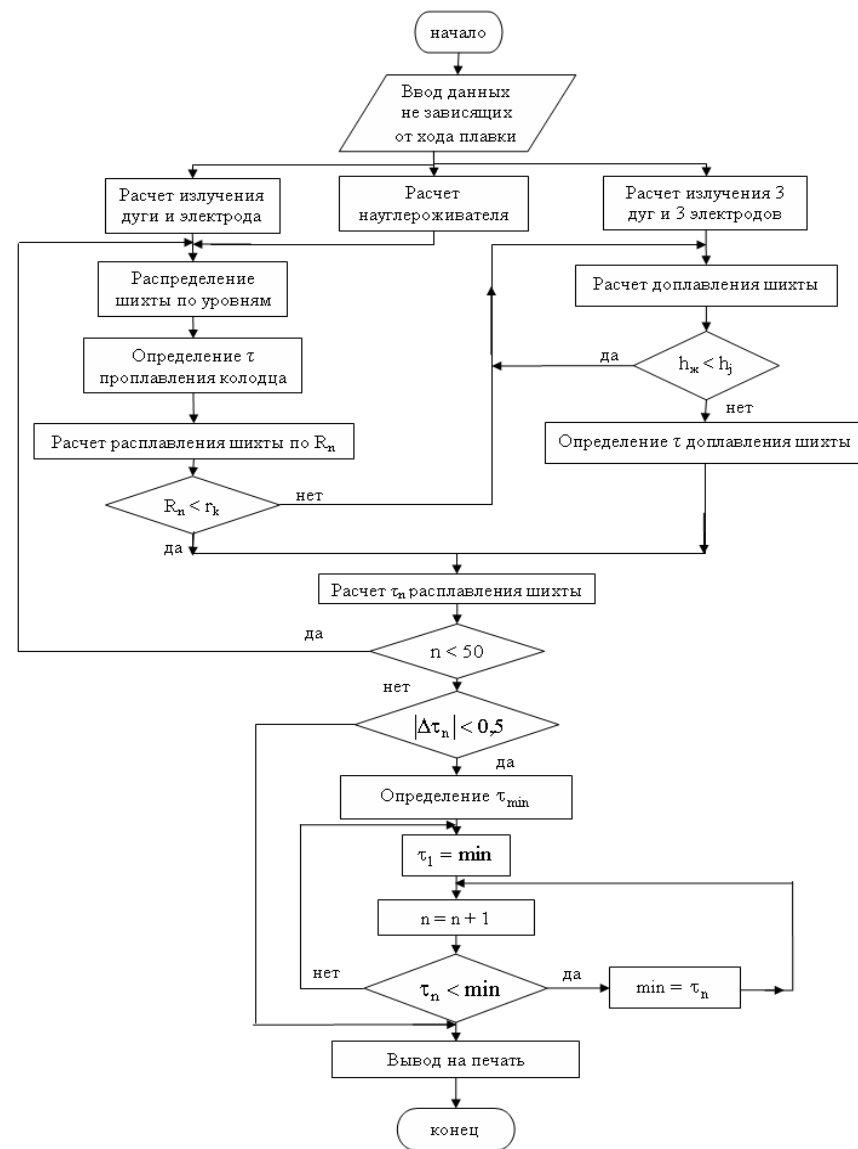 начало
Ввод данных
не зависящих
от хода плавки
Расчет излучения
дуги и электрода
Расчет
науглероживателя
Расчет излучения 3
дуг и 3 электродов
Распределение
шихты по уровням
Расчет доплавления шихты
Определение τ
проплавления колодца
да
hж < hj
нет
Расчет расплавления шихты по Rn
Определение τ доплавления шихты
Rn < rk
нет
да
Расчет τn расплавления шихты
да
n < 50
нет
|Δτn| < 0,5
да
Определение τmin
τ1 = min
n = n + 1
нет
τn < min
да
min = τn
Вывод на печать
конец